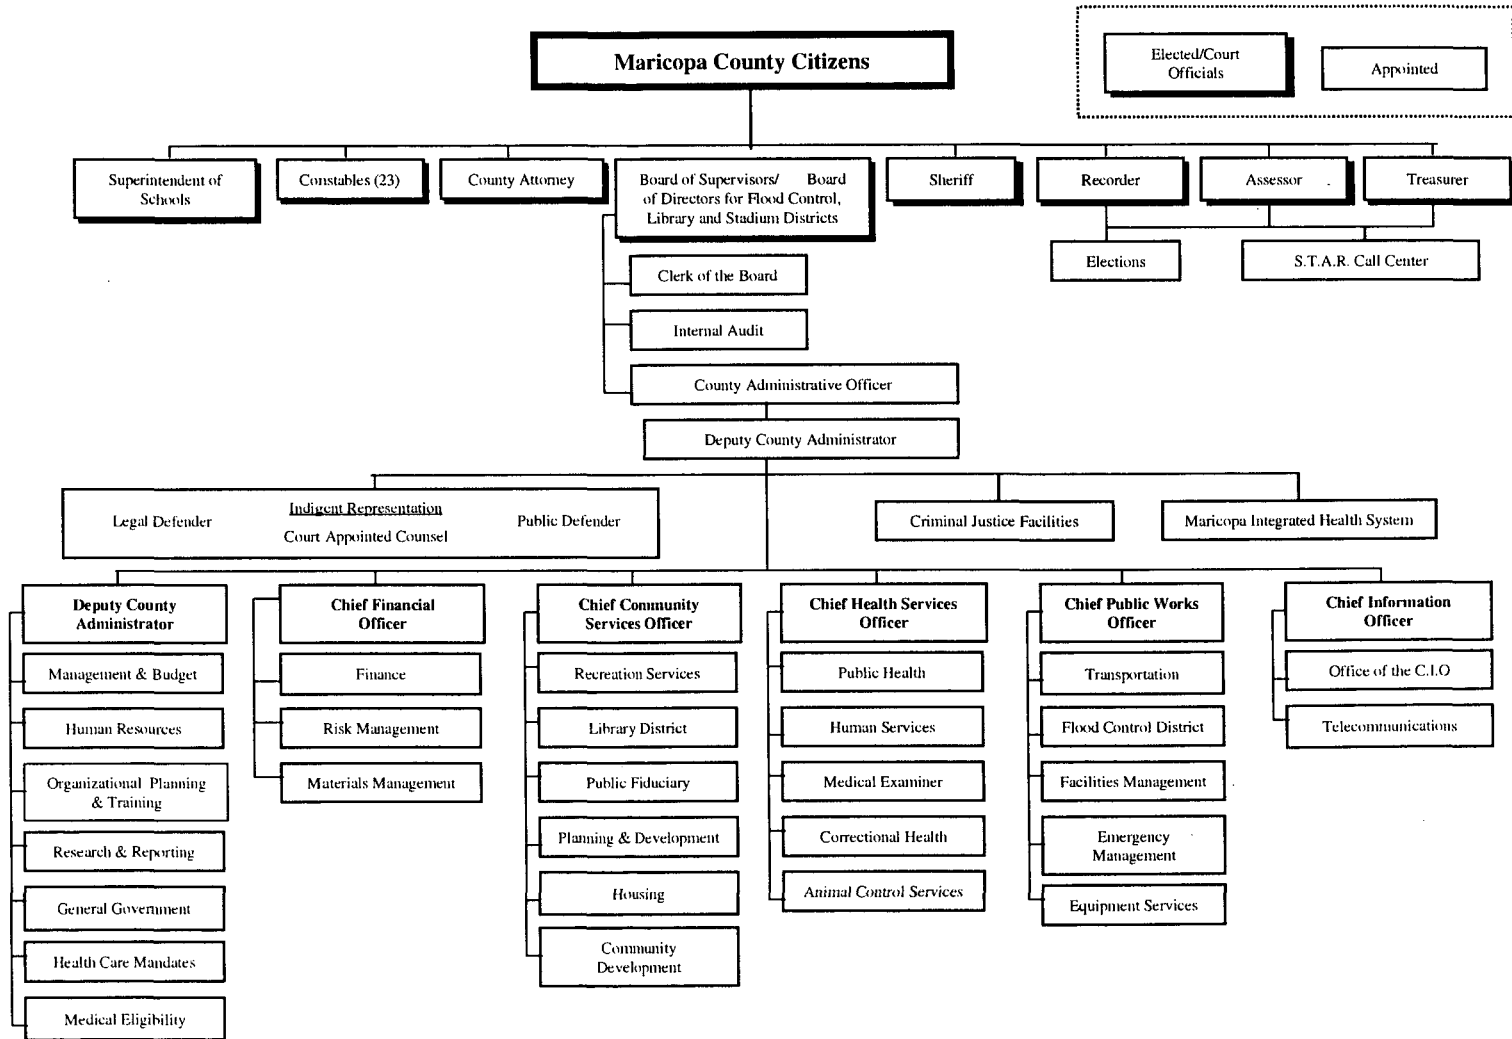 Maricopa County Citizens
Elected/Court
Officials
Appointed
Superintendent of
Schools
Constables (23)
County Attorney
Board of Supervisors/ Board
of Directors for Flood Control,
Library and Stadium Districts
Sheriff
Recorder
Assessor
Treasurer
Elections
S.T.A.R. Call Center
Clerk of the Board
Internal Audit
County Administrative Officer
Deputy County Administrator
Indigent Representation
Legal Defender
Public Defender
Court Appointed Counsel
Criminal Justice Facilities
Maricopa Integrated Health System
Deputy County
Administrator
Management & Budget
Human Resources
Organizational Planning
& Training
Research & Reporting
General Government
Health Care Mandates
Medical Eligibility
Chief Financial
Officer
Finance
Risk Management
Materials Management
Chief Community
Services Officer
Recreation Services
Library District
Public Fiduciary
Planning & Development
Housing
Community
Development
Chief Health Services
Officer
Public Health
Human Services
Medical Examiner
Correctional Health
Animal Control Services
Chief Public Works
Officer
Transportation
Flood Control District
Facilities Management
Emergency
Management
Equipment Services
Chief Information
Officer
Office of the C.I.O
Telecommunications